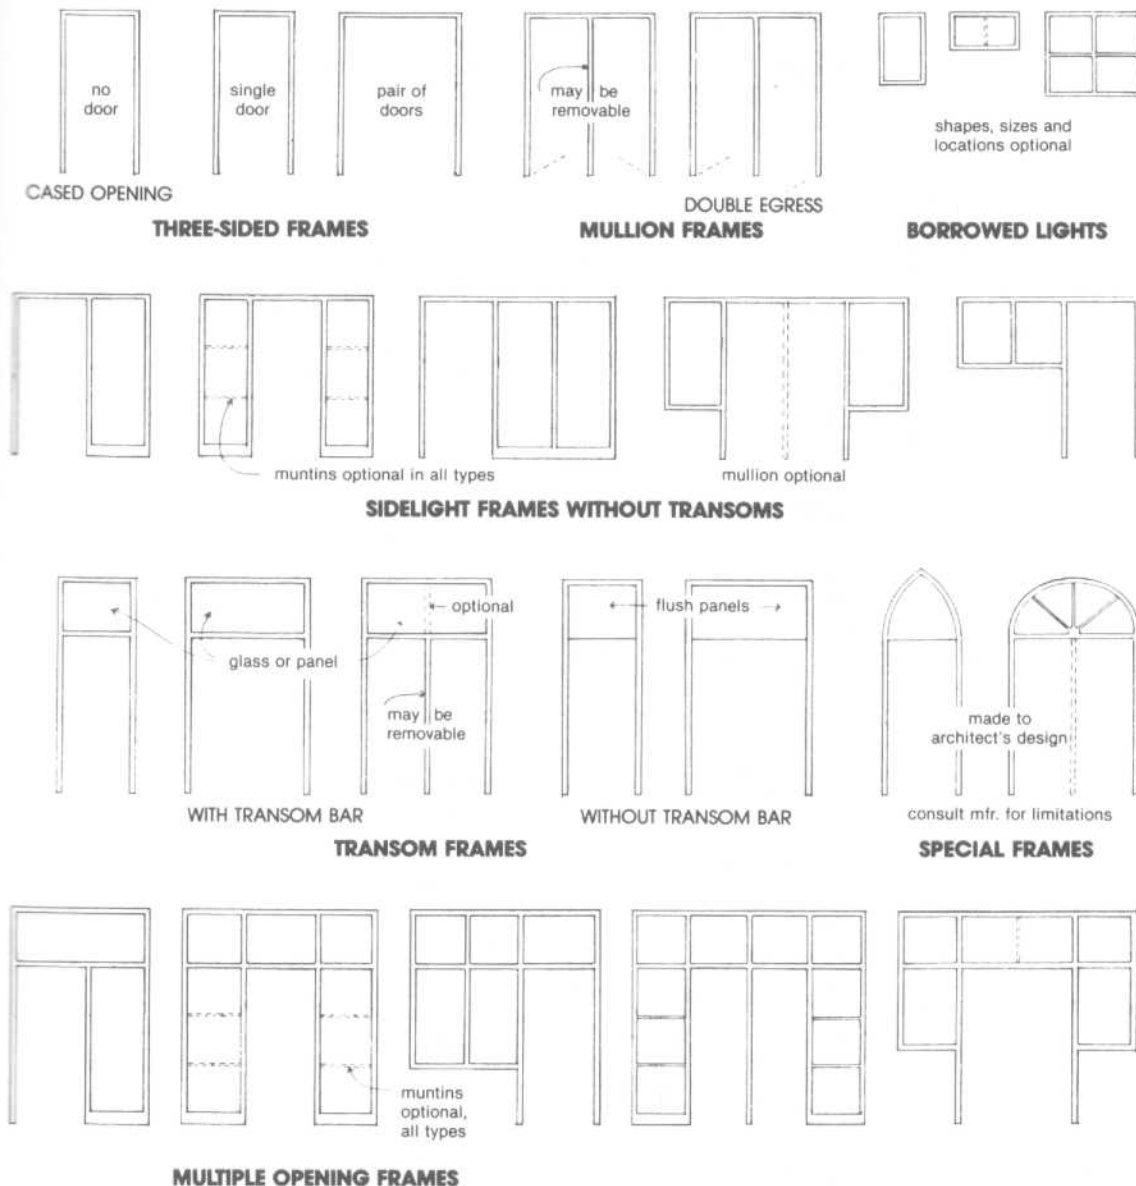 no
door
single
door
pair of
doors
may be
removable
shapes, sizes and
locations optional
CASED OPENING
DOUBLE EGRESS
THREE-SIDED FRAMES
MULLION FRAMES
BORROWED LIGHTS
muntins optional in all types
mullion optional
SIDELIGHT FRAMES WITHOUT TRANSOMS
optional
flush panels
glass or panel
may be
removable
made to
architect's design
WITH TRANSOM BAR
WITHOUT TRANSOM BAR
consult mfr. for limitations
TRANSOM FRAMES
SPECIAL FRAMES
muntins
optional,
all types
MULTIPLE OPENING FRAMES